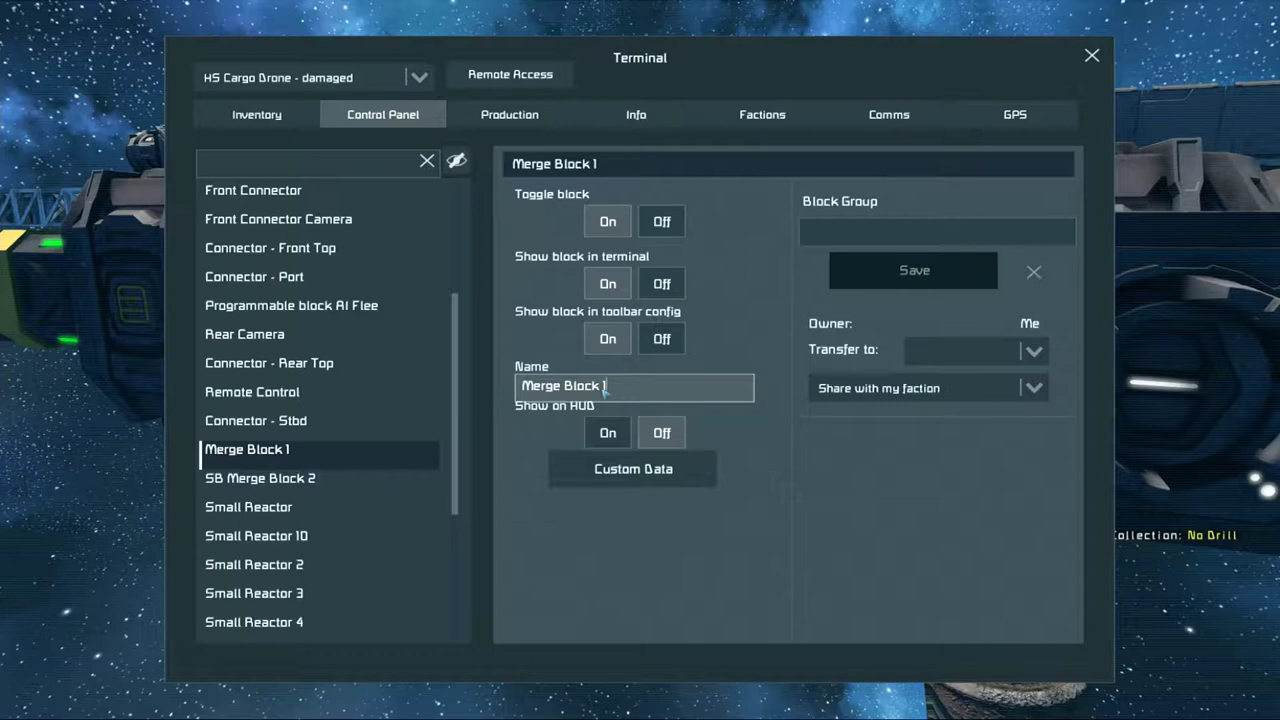 Terminal
HS Cargo Drone - damaged
Remote Access
Inventory
Control Panel
Production
Info
Factions
Comms
GPS
Front Connector
Front Connector Camera
Connector - Front Top
Connector - Port
Programmable block AI Flee
Rear Camera
Connector - Rear Top
Remote Control
Connector - Stbd
Merge Block 1
SB Merge Block 2
Small Reactor
Small Reactor 10
Small Reactor 2
Small Reactor 3
Small Reactor 4
Merge Block 1
Toggle block
On Off
Show block in terminal
On Off
Show block in toolbar config
On Off
Name
Merge Block 1
Show on HUD
On Off
Custom Data
Block Group
Save
Owner: Me
Transfer to:
Share with my faction
Collection: No Drill